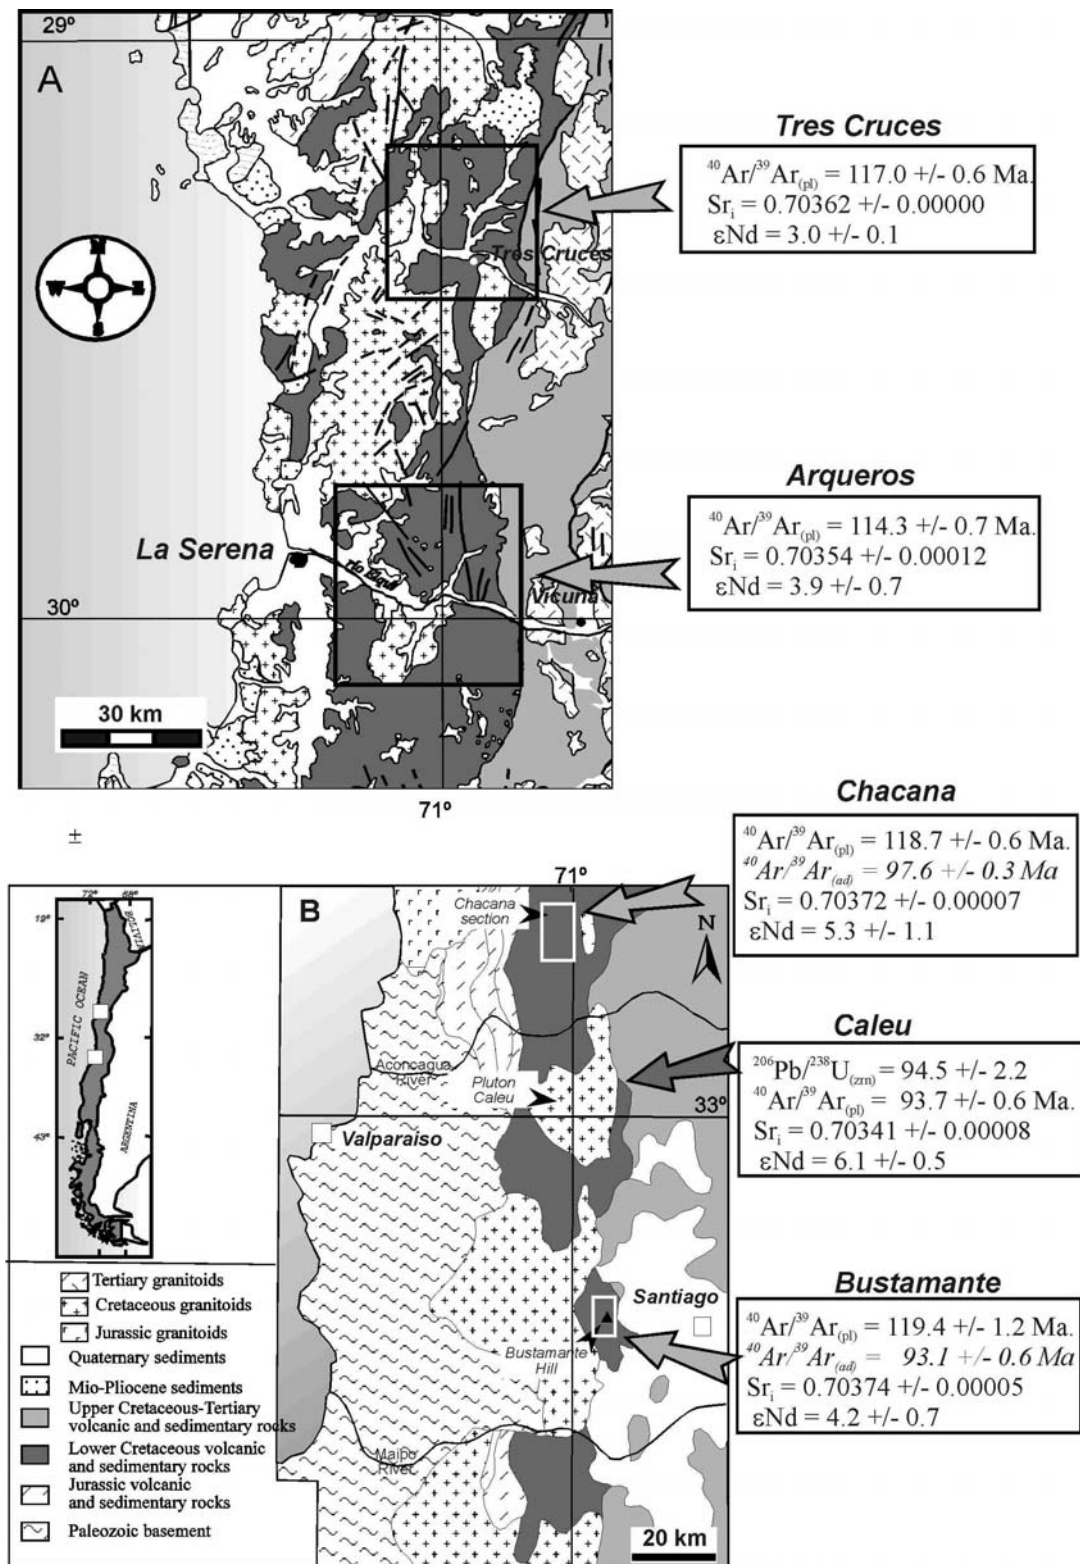 29º
A
N
W
E
S
Tres Cruces
La Serena
río Elqui
Vicuna
30º
30 km
71º
±
Tres Cruces
⁴⁰Ar/³⁹Ar(pl) = 117.0 +/- 0.6 Ma.
Srᵢ = 0.70362 +/- 0.00000
εNd = 3.0 +/- 0.1
Arqueros
⁴⁰Ar/³⁹Ar(pl) = 114.3 +/- 0.7 Ma.
Srᵢ = 0.70354 +/- 0.00012
εNd = 3.9 +/- 0.7
Chacana
⁴⁰Ar/³⁹Ar(pl) = 118.7 +/- 0.6 Ma.
⁴⁰Ar/³⁹Ar(ad) = 97.6 +/- 0.3 Ma
Srᵢ = 0.70372 +/- 0.00007
εNd = 5.3 +/- 1.1
Caleu
²⁰⁶Pb/²³⁸U(zrn) = 94.5 +/- 2.2
⁴⁰Ar/³⁹Ar(pl) = 93.7 +/- 0.6 Ma.
Srᵢ = 0.70341 +/- 0.00008
εNd = 6.1 +/- 0.5
Bustamante
⁴⁰Ar/³⁹Ar(pl) = 119.4 +/- 1.2 Ma.
⁴⁰Ar/³⁹Ar(ad) = 93.1 +/- 0.6 Ma
Srᵢ = 0.70374 +/- 0.00005
εNd = 4.2 +/- 0.7
71º
B
Chacana
section
N
Aconcagua
River
Pluton
Caleu
33º
Valparaiso
Santiago
Bustamante
Hill
Maipo
River
20 km
72º 68º
19º
BOLIVIA
PACIFIC OCEAN
32º
ARGENTINA
43º
Tertiary granitoids
Cretaceous granitoids
Jurassic granitoids
Quaternary sediments
Mio-Pliocene sediments
Upper Cretaceous-Tertiary
volcanic and sedimentary rocks
Lower Cretaceous volcanic
and sedimentary rocks
Jurassic volcanic
and sedimentary rocks
Paleozoic basement